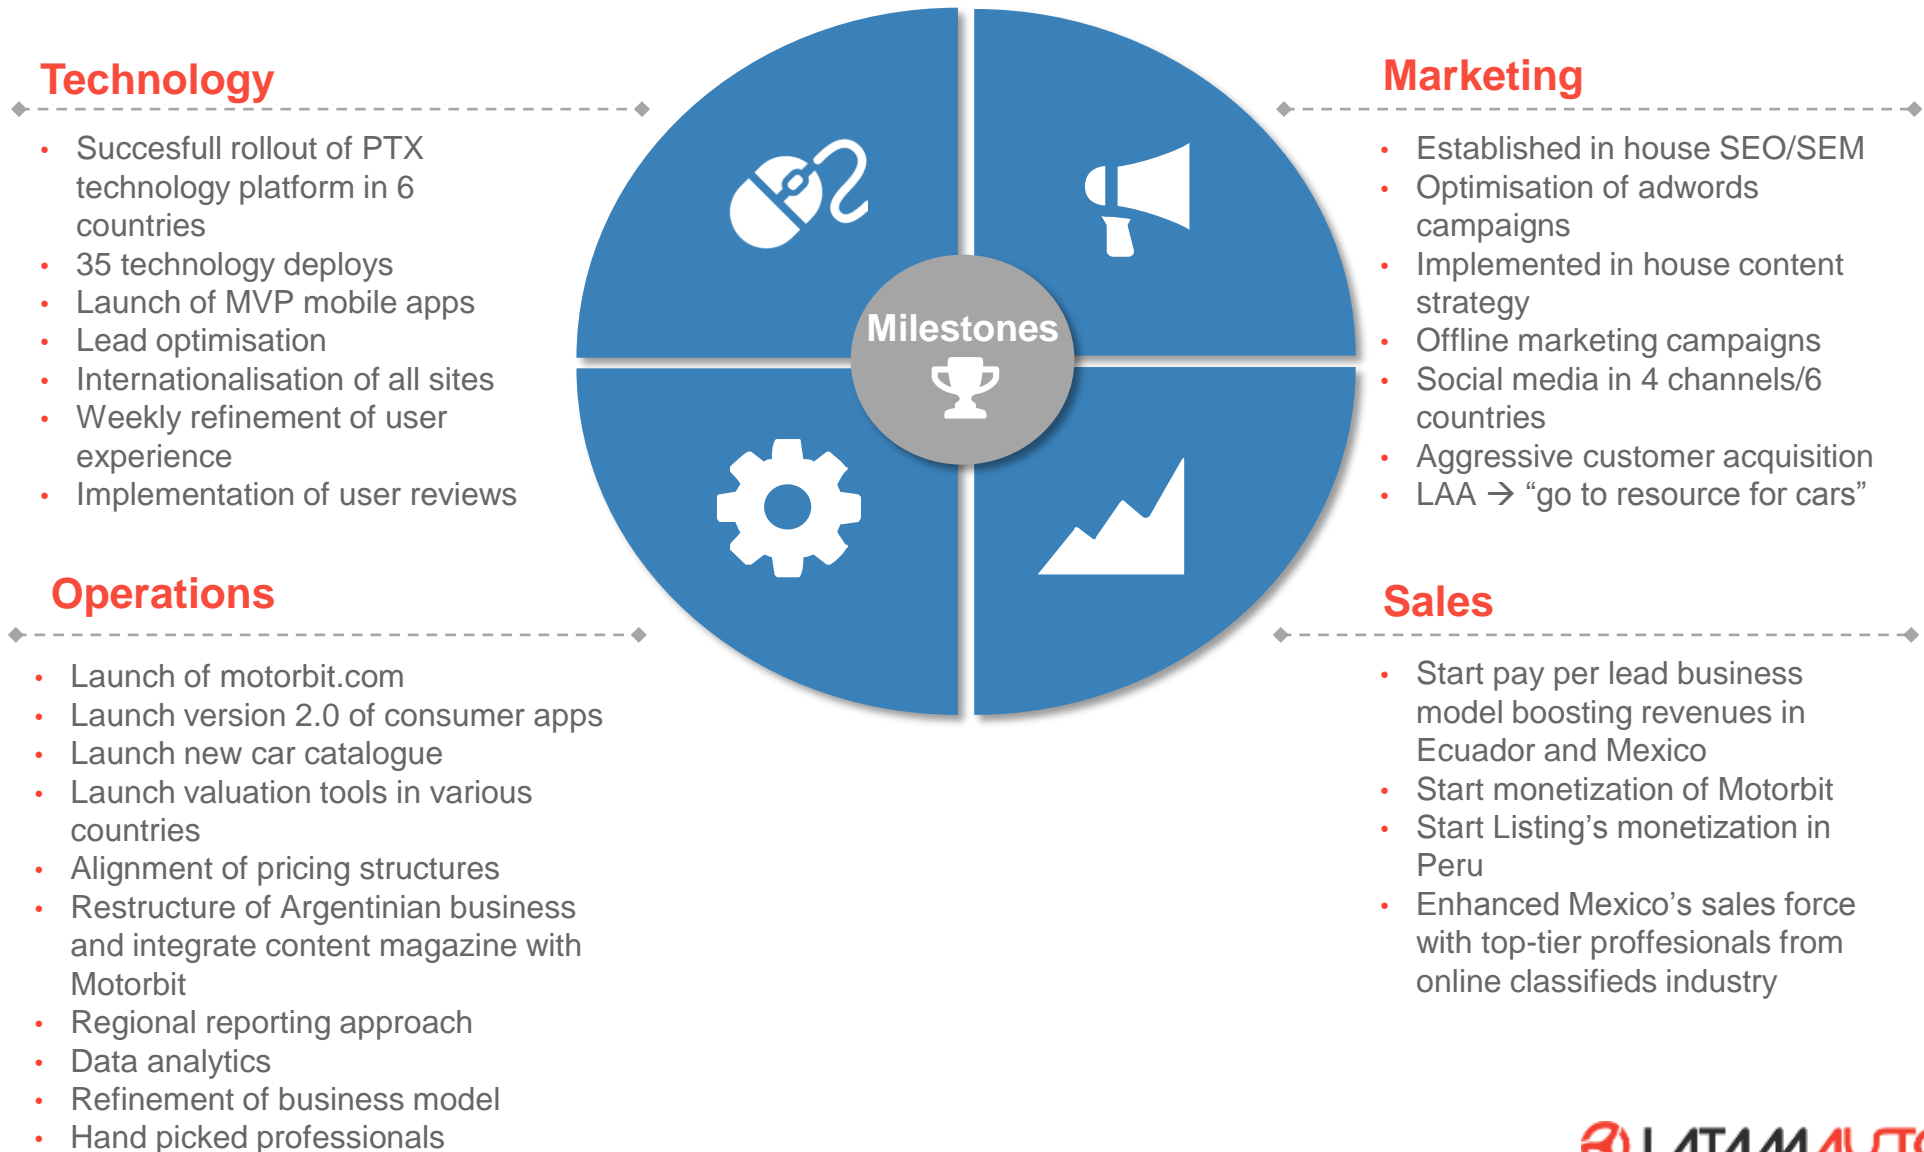 Technology
• Succesfull rollout of PTX
technology platform in 6
countries
• 35 technology deploys
• Launch of MVP mobile apps
• Lead optimisation
• Internationalisation of all sites
• Weekly refinement of user
experience
• Implementation of user reviews
Marketing
• Established in house SEO/SEM
• Optimisation of adwords
campaigns
• Implemented in house content
strategy
• Offline marketing campaigns
• Social media in 4 channels/6
countries
• Aggressive customer acquisition
• LAA → “go to resource for cars”
Milestones
Operations
• Launch of motorbit.com
• Launch version 2.0 of consumer apps
• Launch new car catalogue
• Launch valuation tools in various
countries
• Alignment of pricing structures
• Restructure of Argentinian business
and integrate content magazine with
Motorbit
• Regional reporting approach
• Data analytics
• Refinement of business model
• Hand picked professionals
Sales
• Start pay per lead business
model boosting revenues in
Ecuador and Mexico
• Start monetization of Motorbit
• Start Listing’s monetization in
Peru
• Enhanced Mexico’s sales force
with top-tier proffesionals from
online classifieds industry
LATAMAUTO